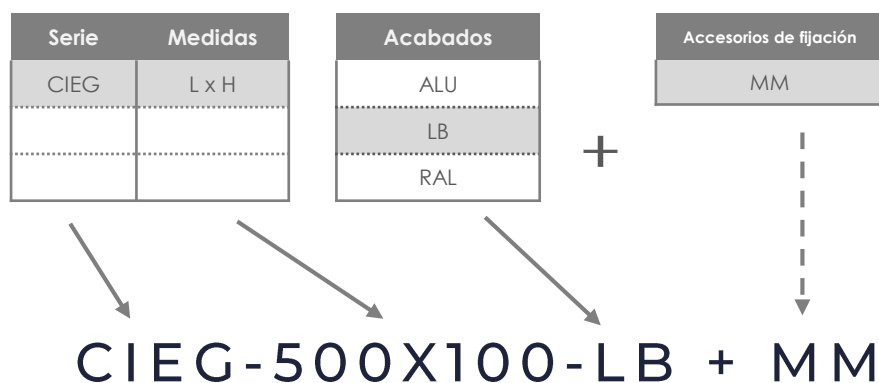 Serie Medidas Acabados Accesorios de fijación
CIEG L x H ALU MM
LB
+
RAL
CIEG-500X100-LB + MM